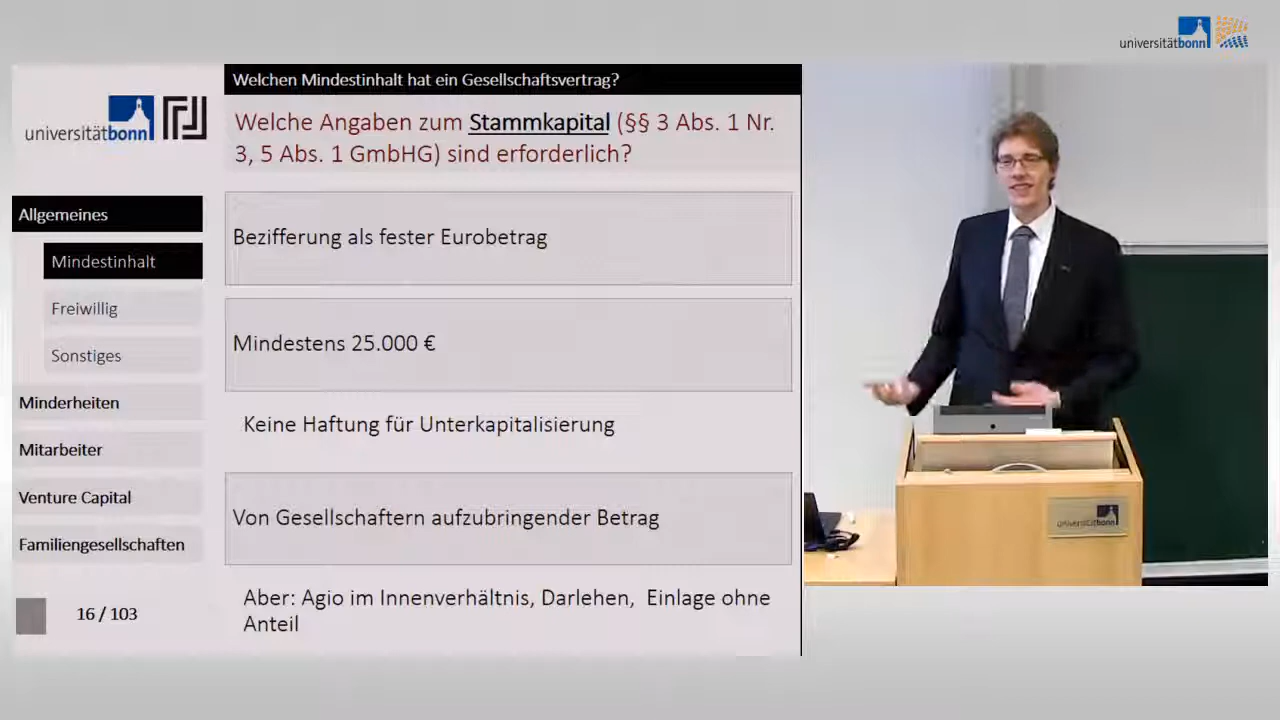 universitätbonn
Welchen Mindestinhalt hat ein Gesellschaftsvertrag?
universitätbonn
Welche Angaben zum Stammkapital (§§ 3 Abs. 1 Nr.
3, 5 Abs. 1 GmbHG) sind erforderlich?
Allgemeines
Mindestinhalt
Freiwillig
Sonstiges
Minderheiten
Mitarbeiter
Venture Capital
Familiengesellschaften
16 / 103
Bezifferung als fester Eurobetrag
Mindestens 25.000 €
Keine Haftung für Unterkapitalisierung
Von Gesellschaftern aufzubringender Betrag
Aber: Agio im Innenverhältnis, Darlehen, Einlage ohne
Anteil
universitätbonn